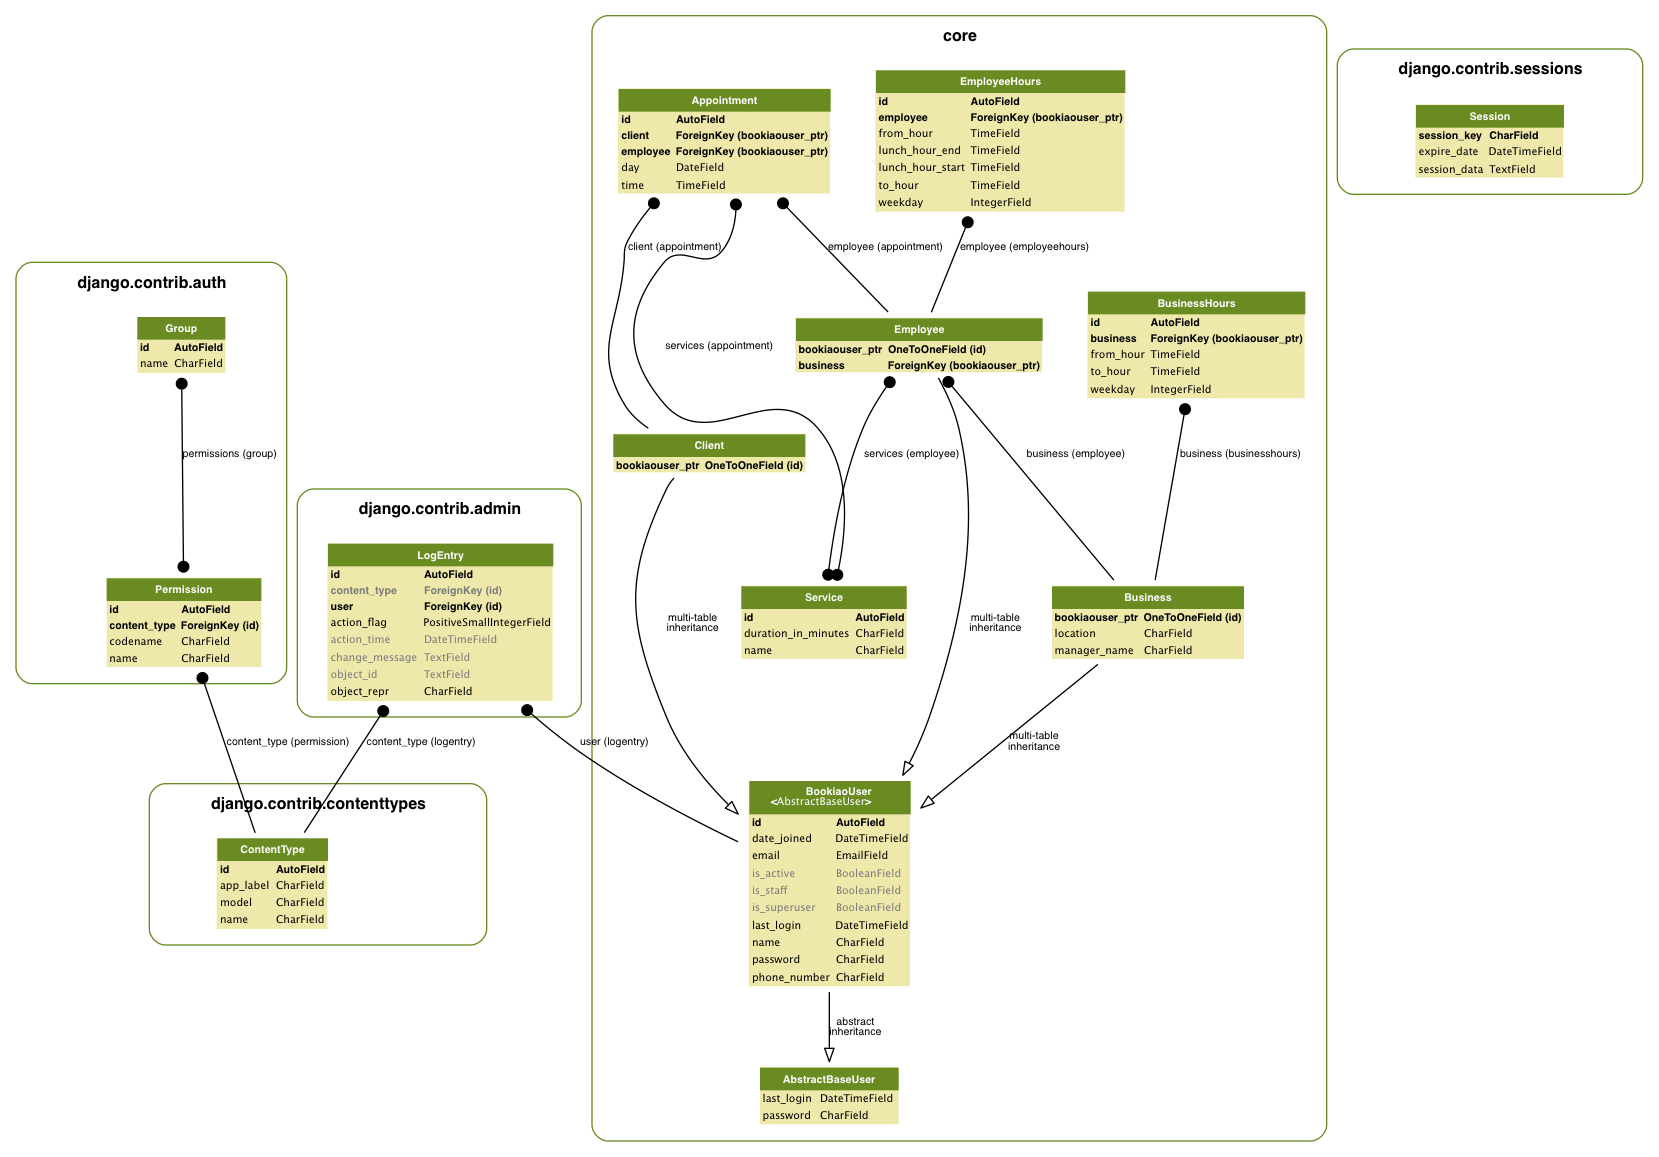 core
Appointment
id AutoField
client ForeignKey (bookiaouser_ptr)
employee ForeignKey (bookiaouser_ptr)
day DateField
time TimeField
EmployeeHours
id AutoField
employee ForeignKey (bookiaouser_ptr)
from_hour TimeField
lunch_hour_end TimeField
lunch_hour_start TimeField
to_hour TimeField
weekday IntegerField
django.contrib.sessions
Session
session_key CharField
expire_date DateTimeField
session_data TextField
client (appointment)
employee (appointment)
employee (employeehours)
django.contrib.auth
Group
id AutoField
name CharField
permissions (group)
Permission
id AutoField
content_type ForeignKey (id)
codename CharField
name CharField
services (appointment)
Employee
bookiaouser_ptr OneToOneField (id)
business ForeignKey (bookiaouser_ptr)
BusinessHours
id AutoField
business ForeignKey (bookiaouser_ptr)
from_hour TimeField
to_hour TimeField
weekday IntegerField
Client
bookiaouser_ptr OneToOneField (id)
services (employee)
business (employee)
business (businesshours)
django.contrib.admin
LogEntry
id AutoField
content_type ForeignKey (id)
user ForeignKey (id)
action_flag PositiveSmallIntegerField
action_time DateTimeField
change_message TextField
object_id TextField
object_repr CharField
multi-table
inheritance
Service
id AutoField
duration_in_minutes CharField
name CharField
multi-table
inheritance
Business
bookiaouser_ptr OneToOneField (id)
location CharField
manager_name CharField
content_type (permission)
content_type (logentry)
user (logentry)
multi-table
inheritance
django.contrib.contenttypes
ContentType
id AutoField
app_label CharField
model CharField
name CharField
BookiaoUser
<AbstractBaseUser>
id AutoField
date_joined DateTimeField
email EmailField
is_active BooleanField
is_staff BooleanField
is_superuser BooleanField
last_login DateTimeField
name CharField
password CharField
phone_number CharField
abstract
inheritance
AbstractBaseUser
last_login DateTimeField
password CharField